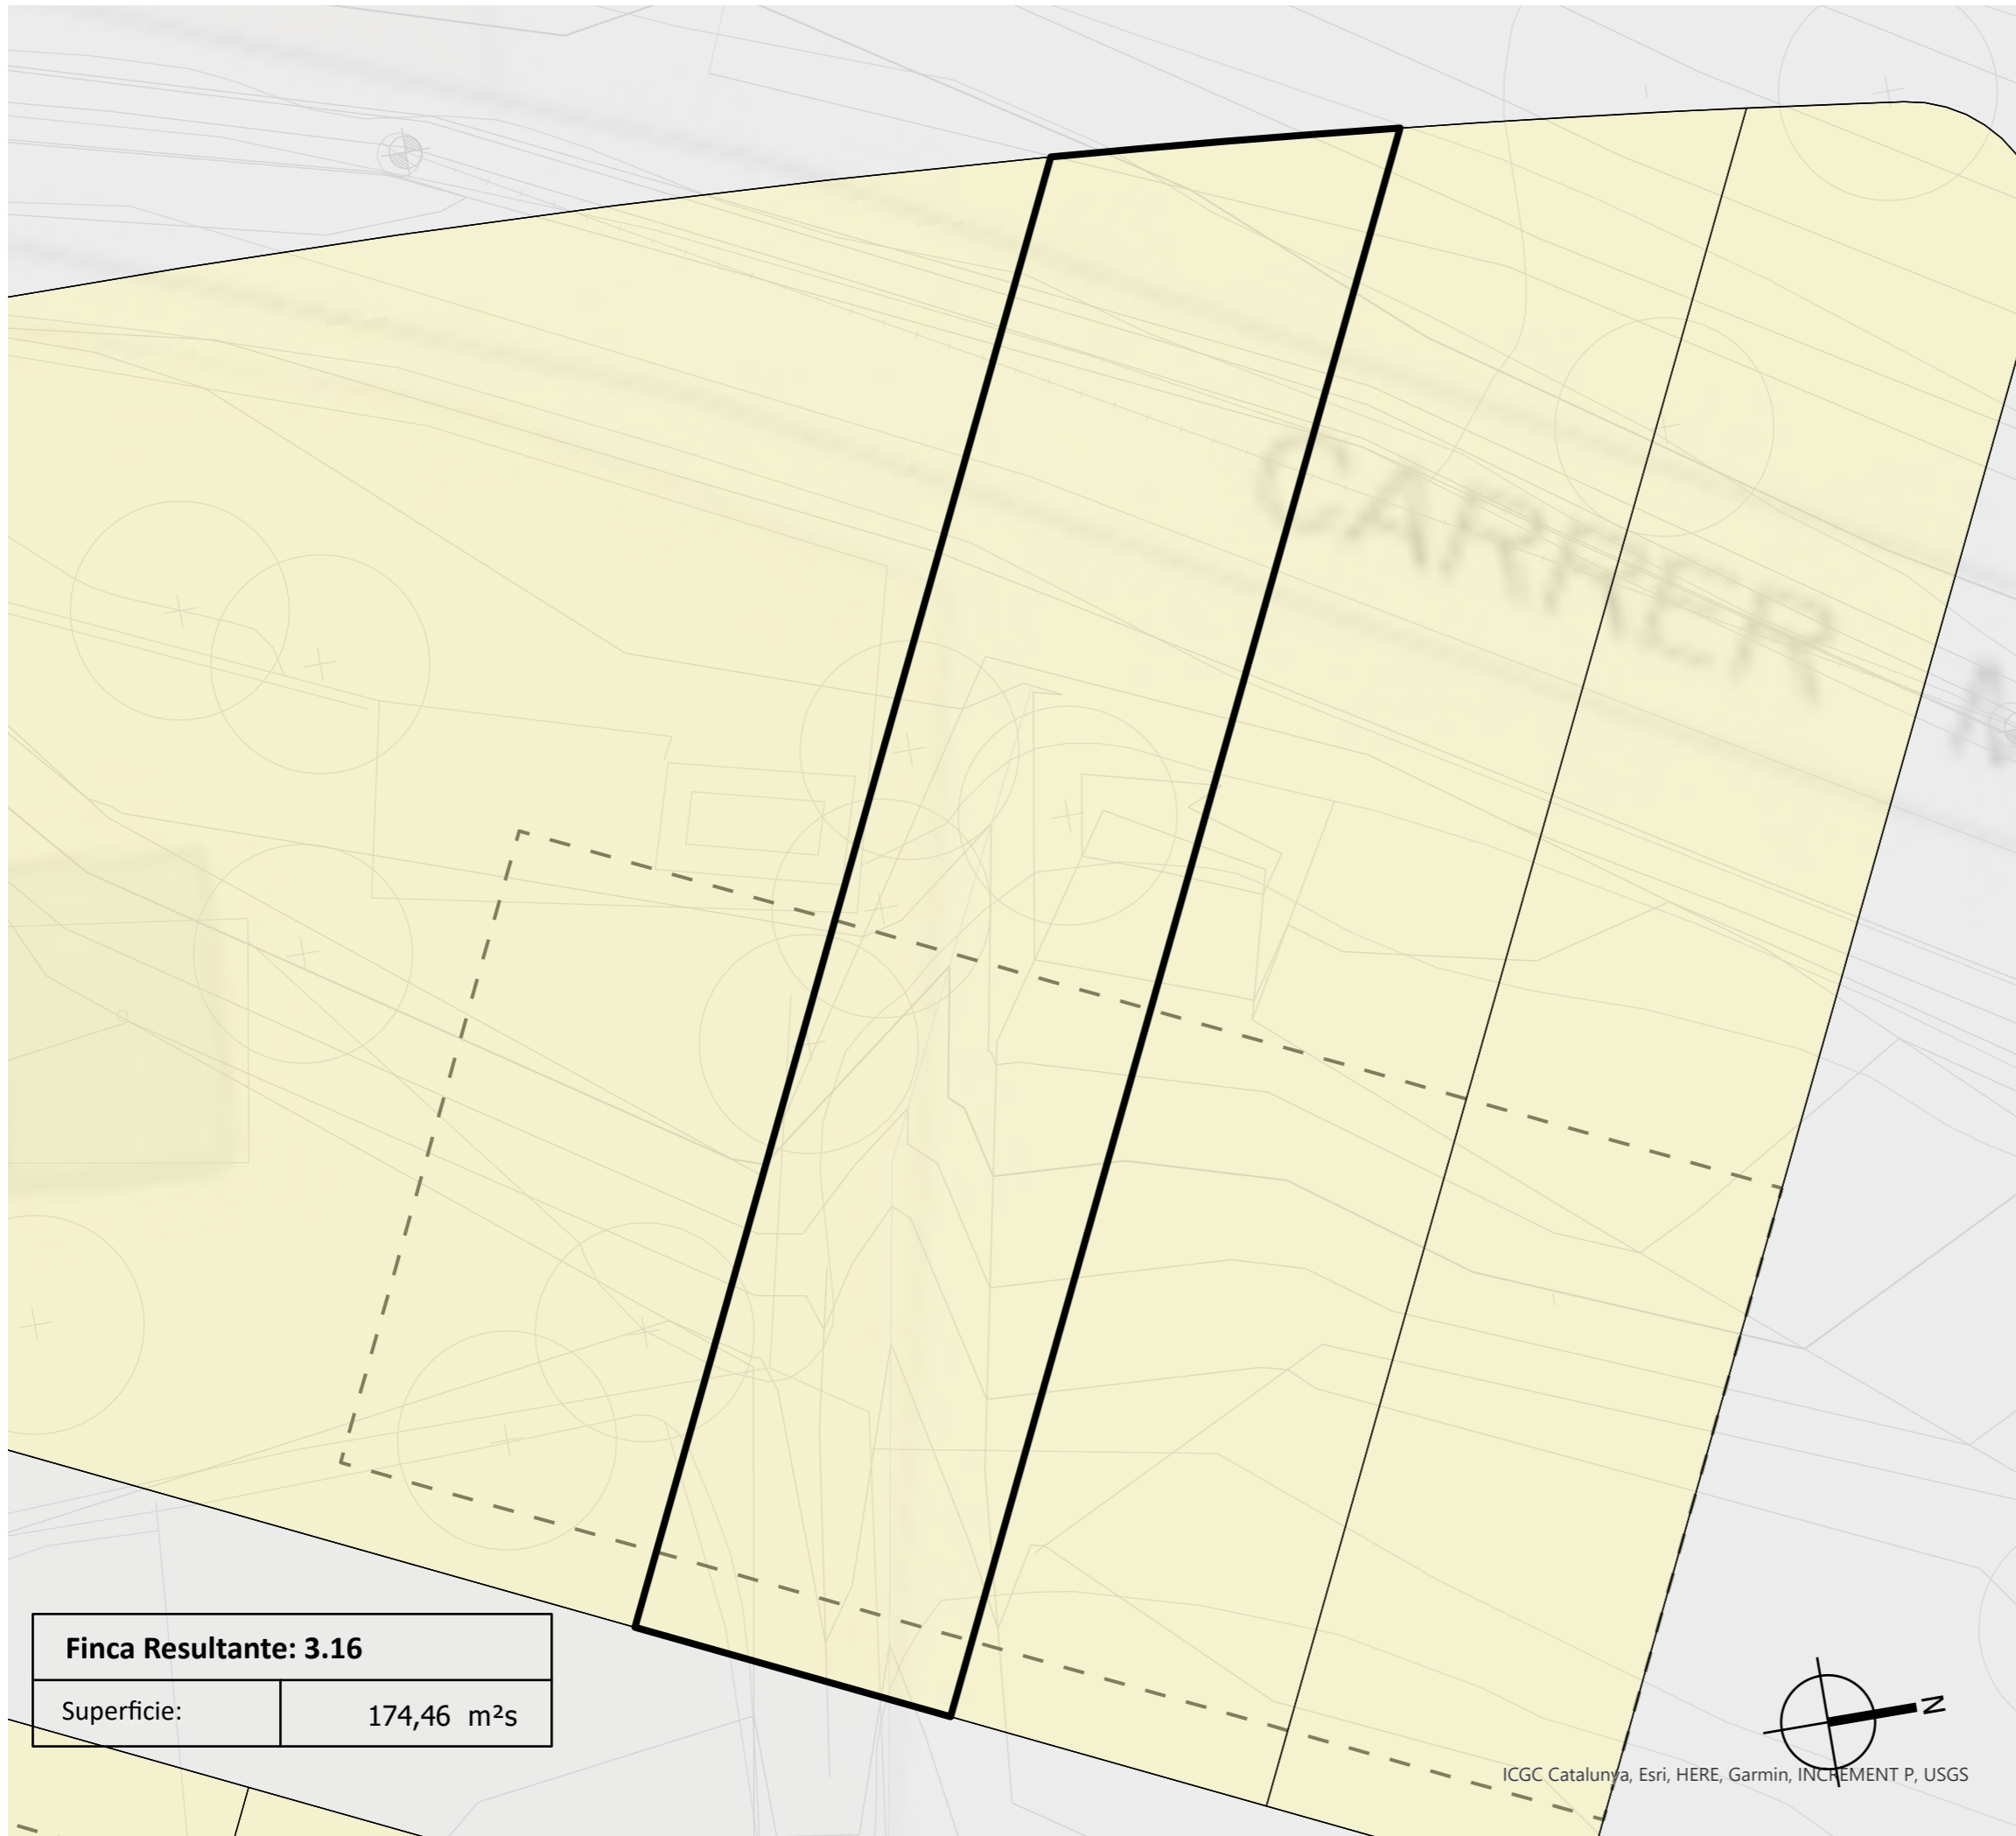 CARRER
N
Finca Resultante: 3.16
Superficie: 174,46 m²s
ICGC Catalunya, Esri, HERE, Garmin, INCREMENT P, USGS